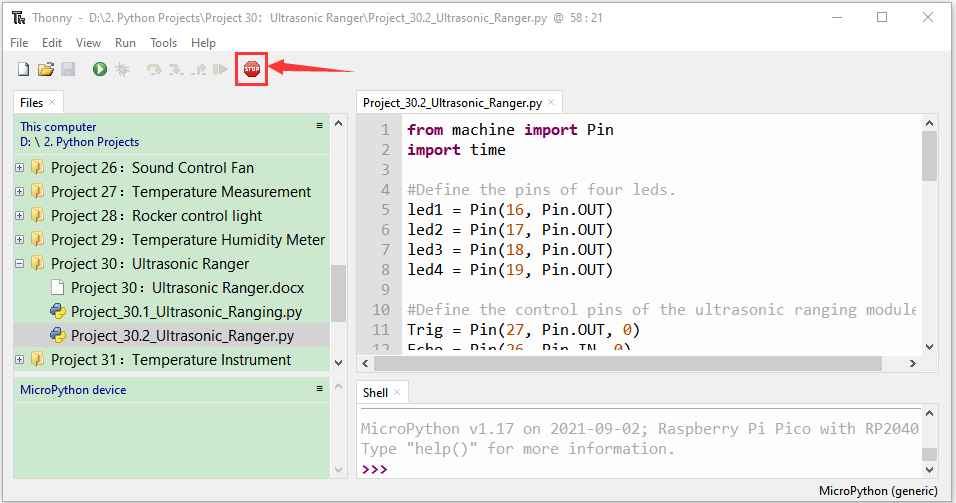 Thonny - D:\2. Python Projects\Project 30：Ultrasonic Ranger\Project_30.2_Ultrasonic_Ranger.py @ 58 : 21
File Edit View Run Tools Help
STOP
Files
This computer
D: \ 2. Python Projects
Project 26：Sound Control Fan
Project 27：Temperature Measurement
Project 28：Rocker control light
Project 29：Temperature Humidity Meter
Project 30：Ultrasonic Ranger
Project 30：Ultrasonic Ranger.docx
Project_30.1_Ultrasonic_Ranging.py
Project_30.2_Ultrasonic_Ranger.py
Project 31：Temperature Instrument
MicroPython device
Project_30.2_Ultrasonic_Ranger.py
1 from machine import Pin
2 import time
3
4 #Define the pins of four leds.
5 led1 = Pin(16, Pin.OUT)
6 led2 = Pin(17, Pin.OUT)
7 led3 = Pin(18, Pin.OUT)
8 led4 = Pin(19, Pin.OUT)
9
10 #Define the control pins of the ultrasonic ranging module
11 Trig = Pin(27, Pin.OUT, 0)
12 Echo = Pin(26, Pin.IN, 0)
Shell
MicroPython v1.17 on 2021-09-02; Raspberry Pi Pico with RP2040
Type "help()" for more information.
>>>
MicroPython (generic)